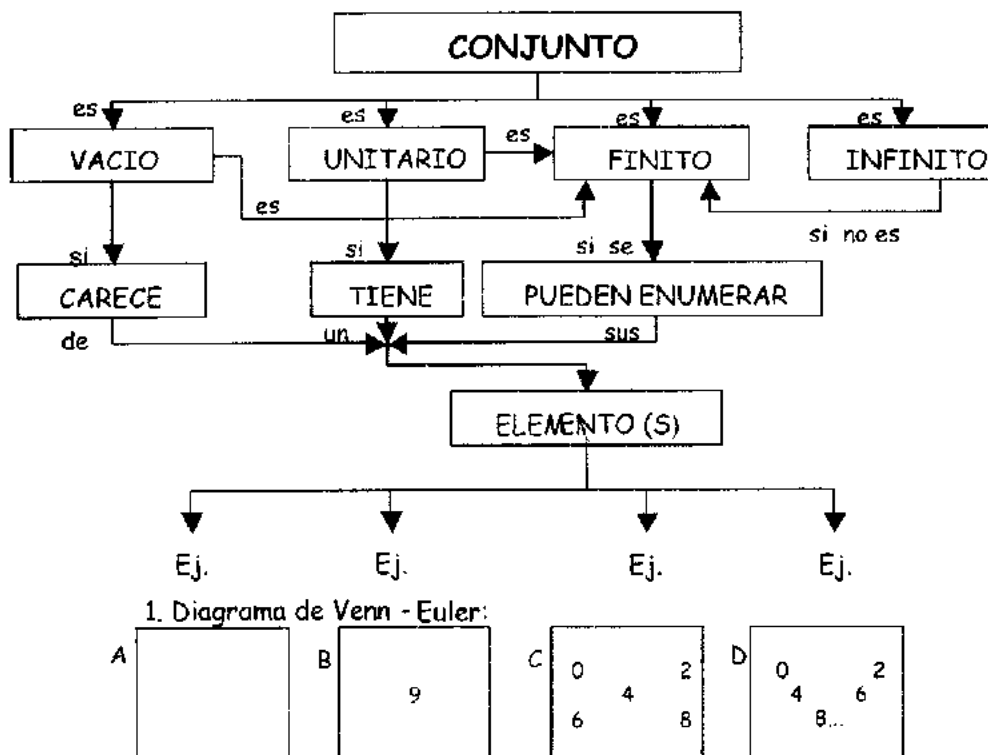 CONJUNTO
es es es es
VACIO UNITARIO es FINITO INFINITO
es si no es
si si si se
CARECE TIENE PUEDEN ENUMERAR
de un sus
ELEMENTO (S)
Ej. Ej. Ej. Ej.
1. Diagrama de Venn - Euler:
A B C D
0 2 0 2
9 4 4 6
6 8 8...